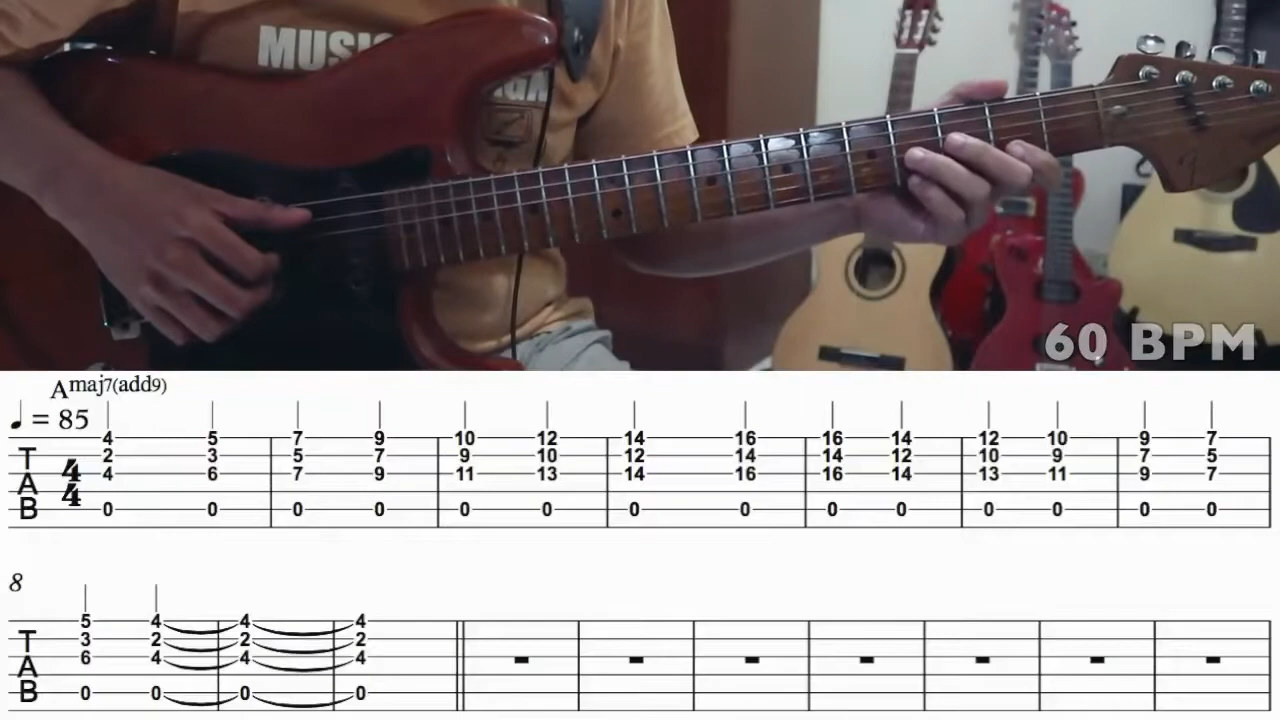 MUSIC
60 BPM
Amaj7(add9)
♩ = 85
4 5 7 9 10 12 14 16 16 14 12 10 9 7
T 2 3 5 7 9 10 12 14 14 12 10 9 7 5
A 4 4 6 7 9 11 13 14 16 16 14 13 11 9 7
4
B 0 0 0 0 0 0 0 0 0 0 0 0 0 0
8
5 4 4 4
T 3 2 2 2
A 6 4 4 4
B 0 0 0 0